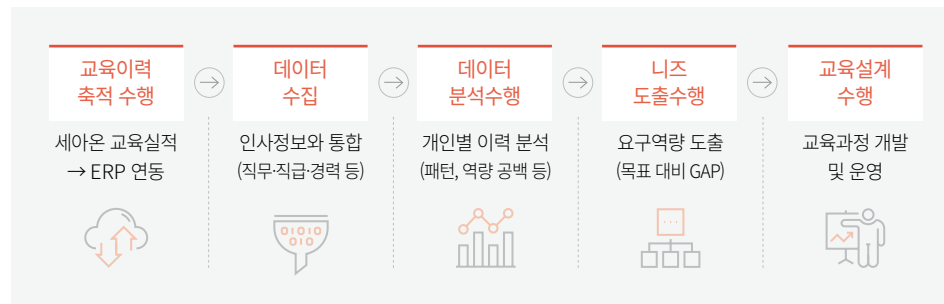 교육이력
축적 수행
데이터
수집
데이터
분석수행
니즈
도출수행
교육설계
수행
세아온 교육실적
→ ERP 연동
인사정보와 통합
(직무·직급·경력 등)
개인별 이력 분석
(패턴, 역량 공백 등)
요구역량 도출
(목표 대비 GAP)
교육과정 개발
및 운영
01010
010